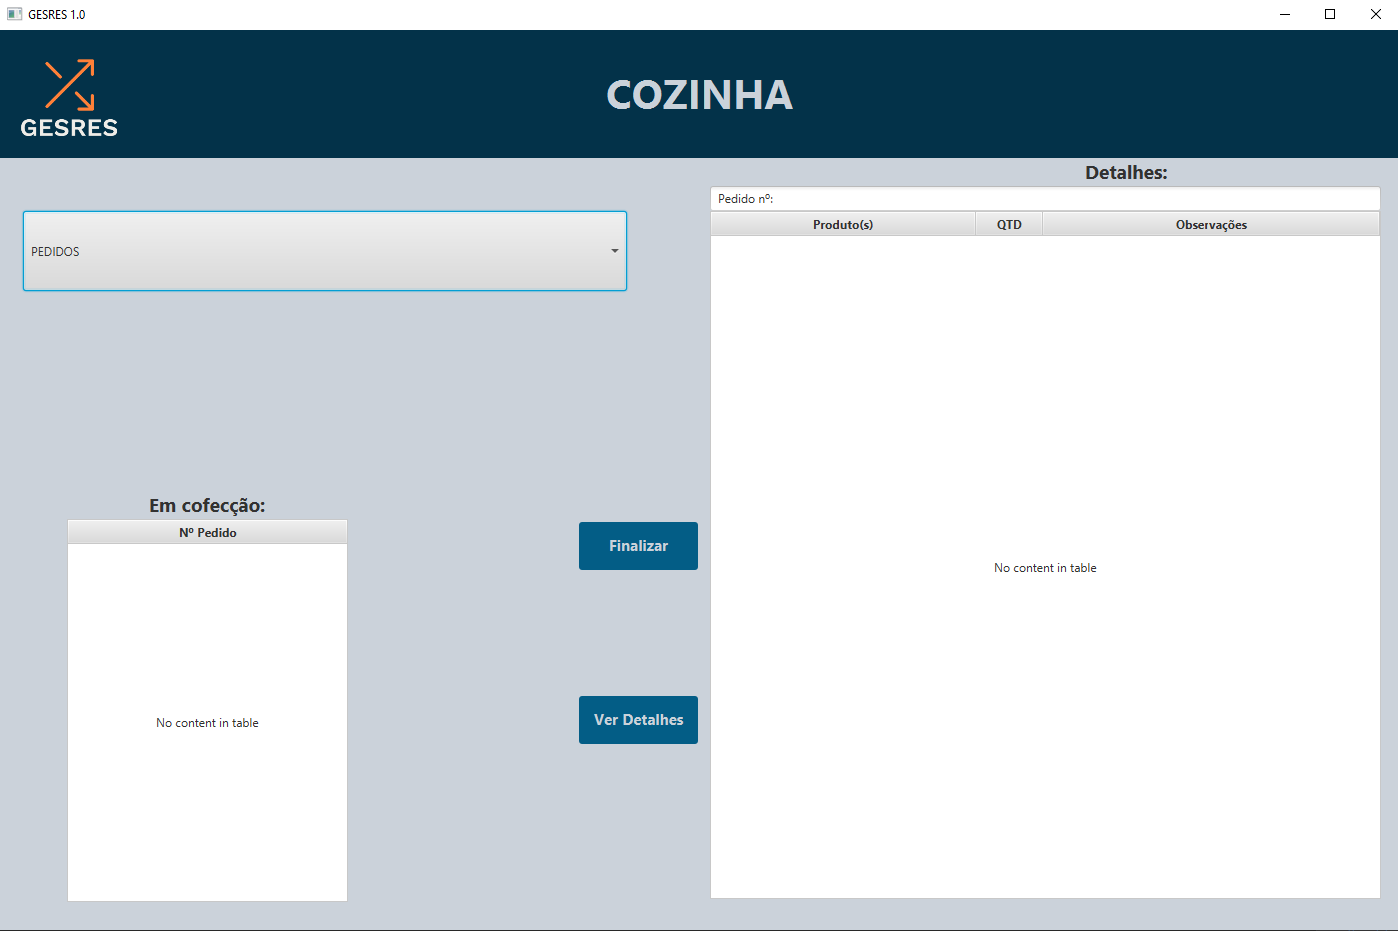 GESRES 1.0
GESRES
COZINHA
PEDIDOS
Detalhes:
Pedido nº:
Produto(s) QTD Observações
No content in table
Em cofecção:
Nº Pedido
No content in table
Finalizar
Ver Detalhes